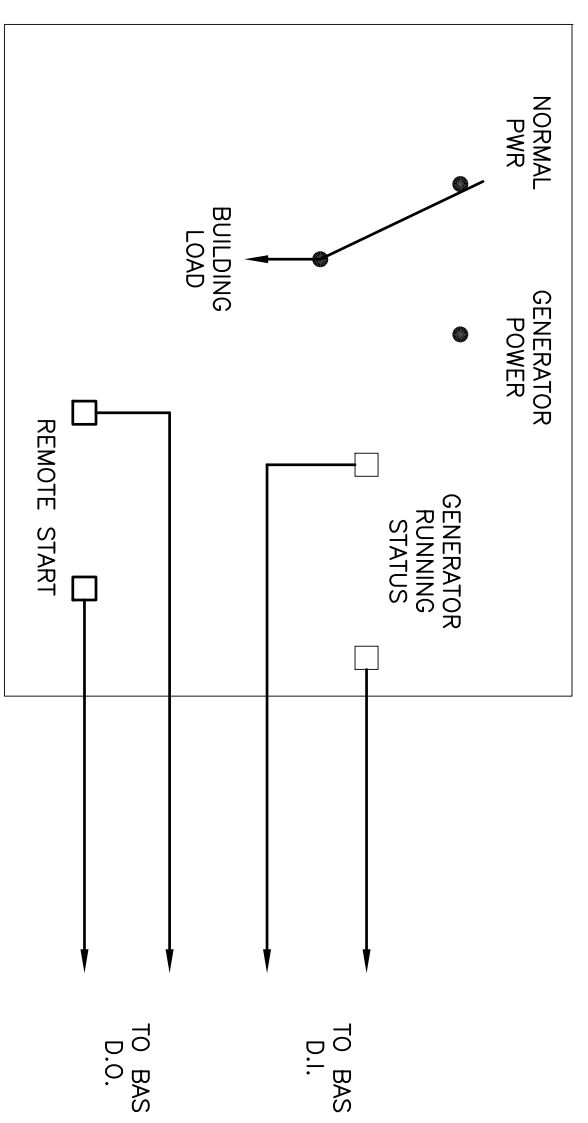 NORMAL
PWR
GENERATOR
POWER
BUILDING
LOAD
GENERATOR
RUNNING
STATUS
REMOTE START
TO BAS
D.I.
TO BAS
D.O.